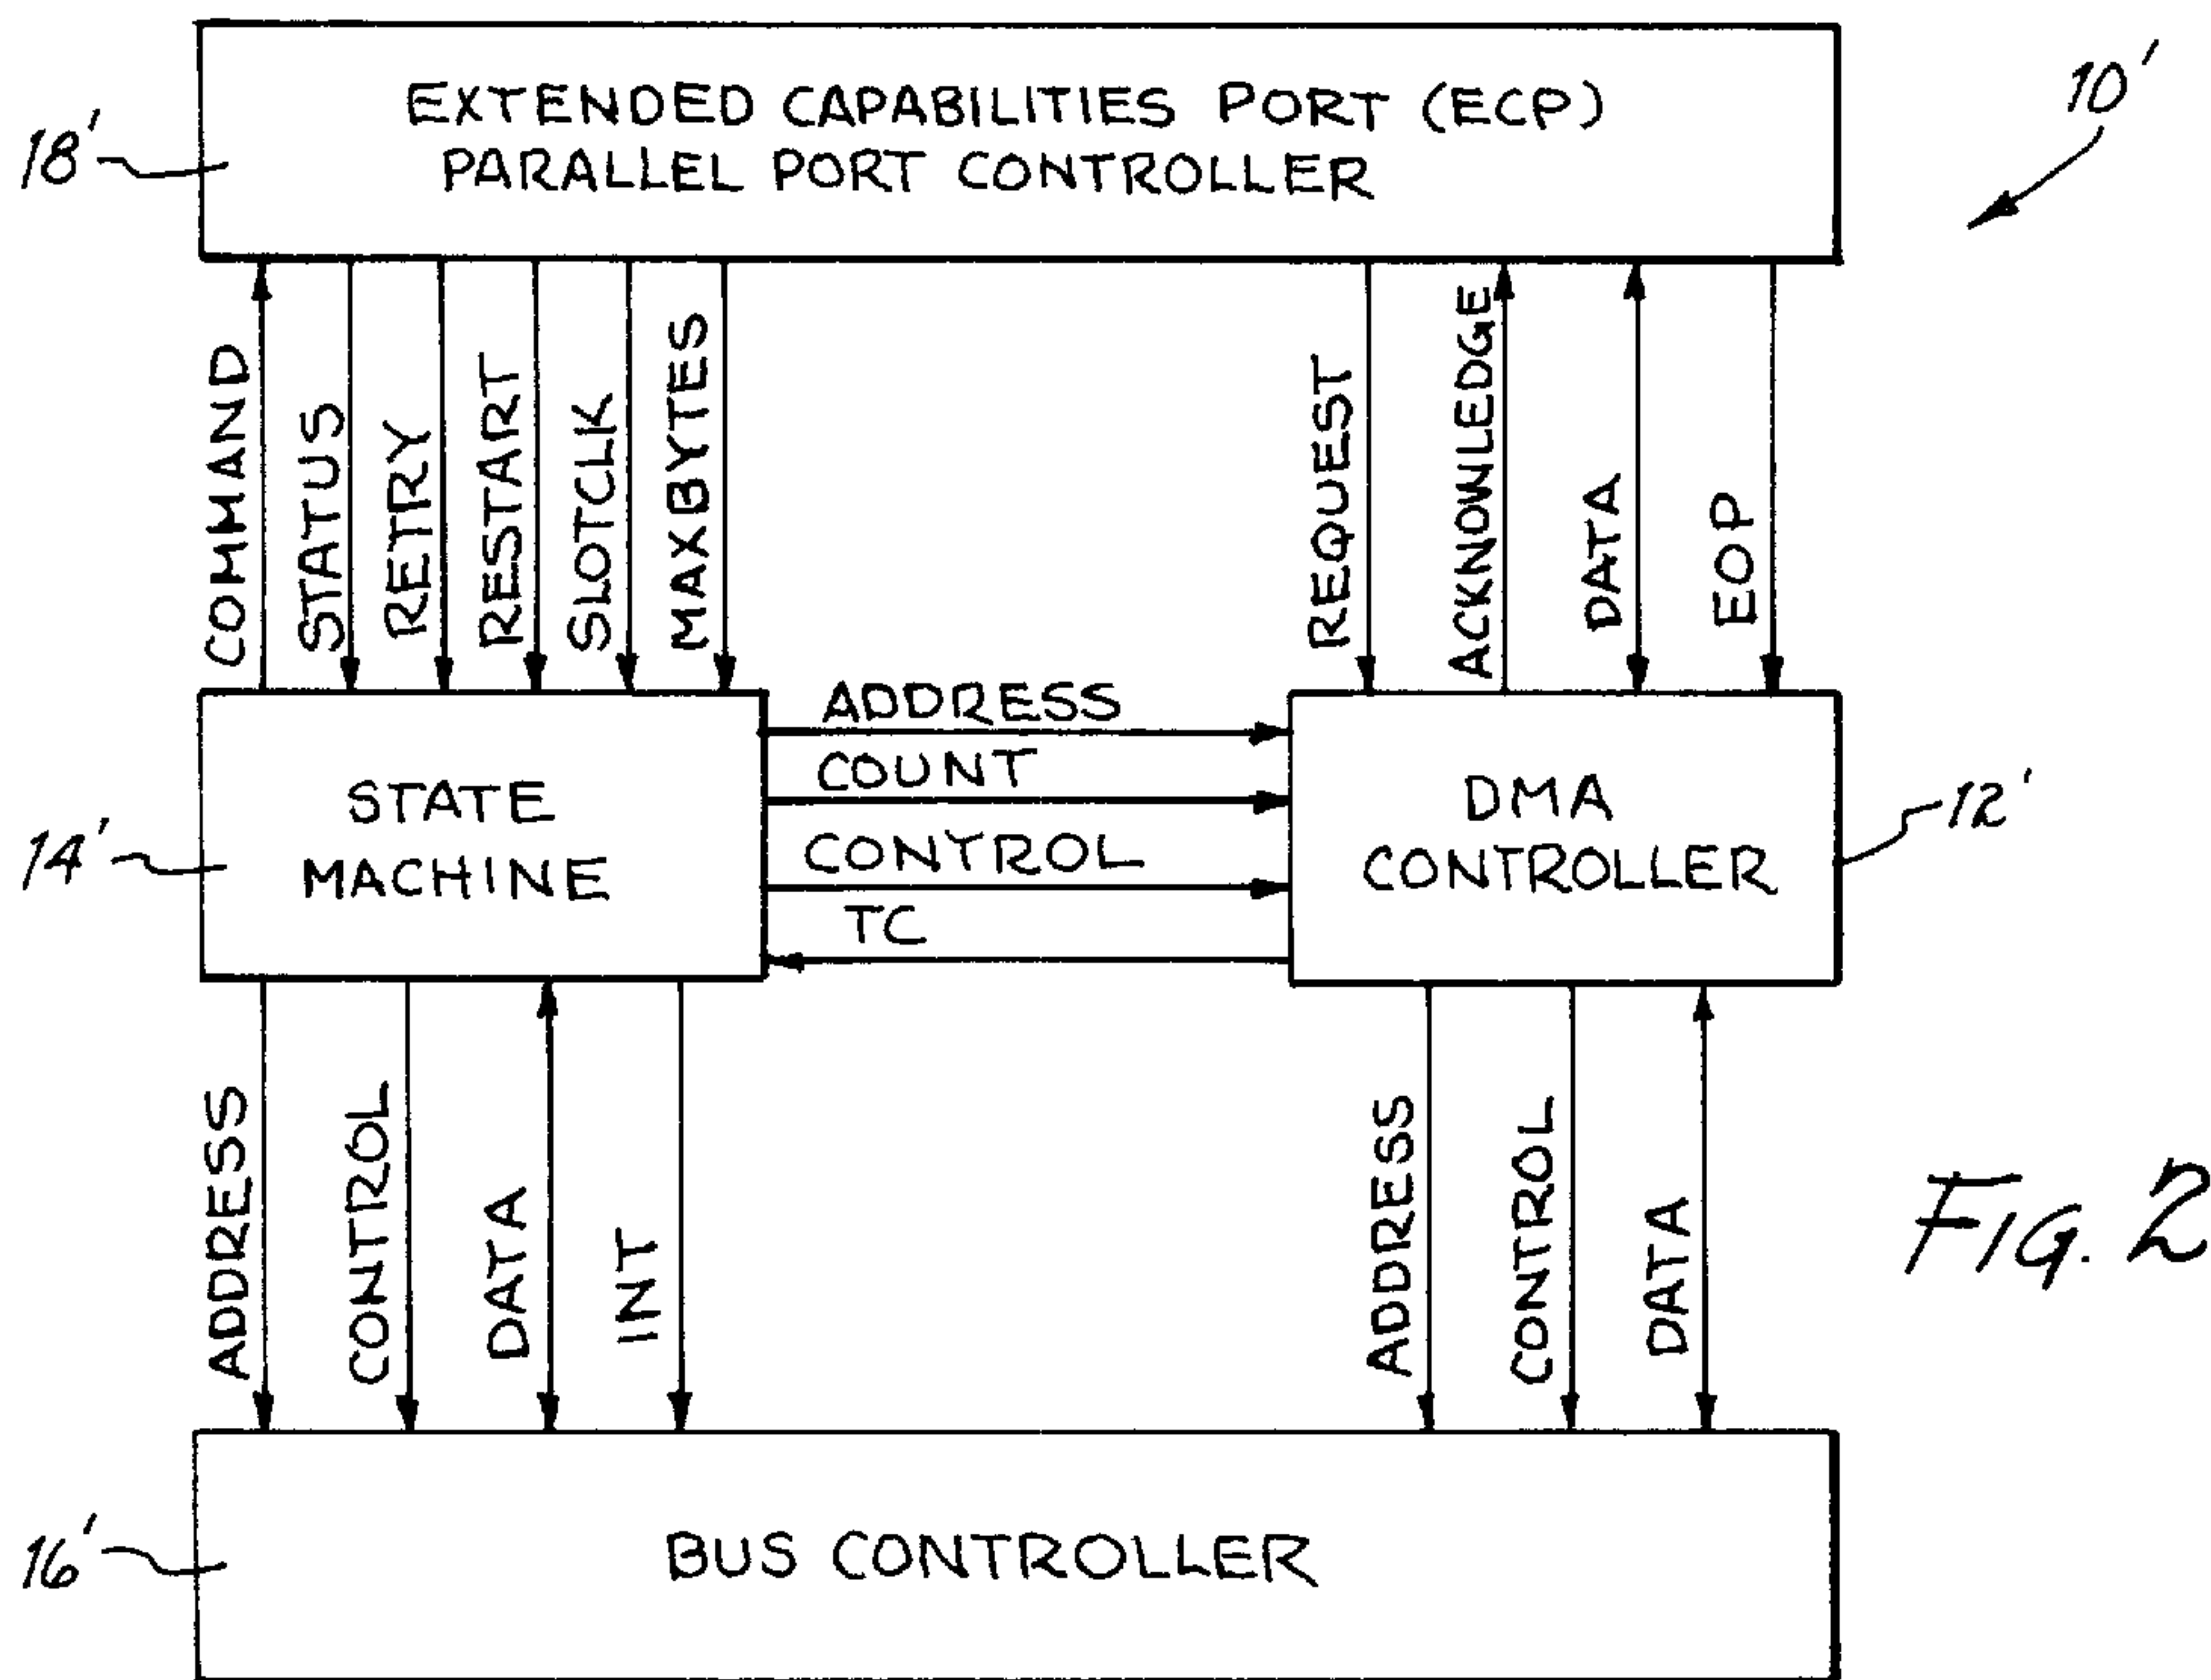 EXTENDED CAPABILITIES PORT (ECP)
PARALLEL PORT CONTROLLER
10'
18'
COMMAND
STATUS
RETRY
RESTART
SLOTCLK
MAXBYTES
REQUEST
ACKNOWLEDGE
DATA
EOP
ADDRESS
COUNT
CONTROL
TC
STATE
MACHINE
14'
DMA
CONTROLLER
12'
ADDRESS
CONTROL
DATA
INT
ADDRESS
CONTROL
DATA
FIG. 2
BUS CONTROLLER
16'